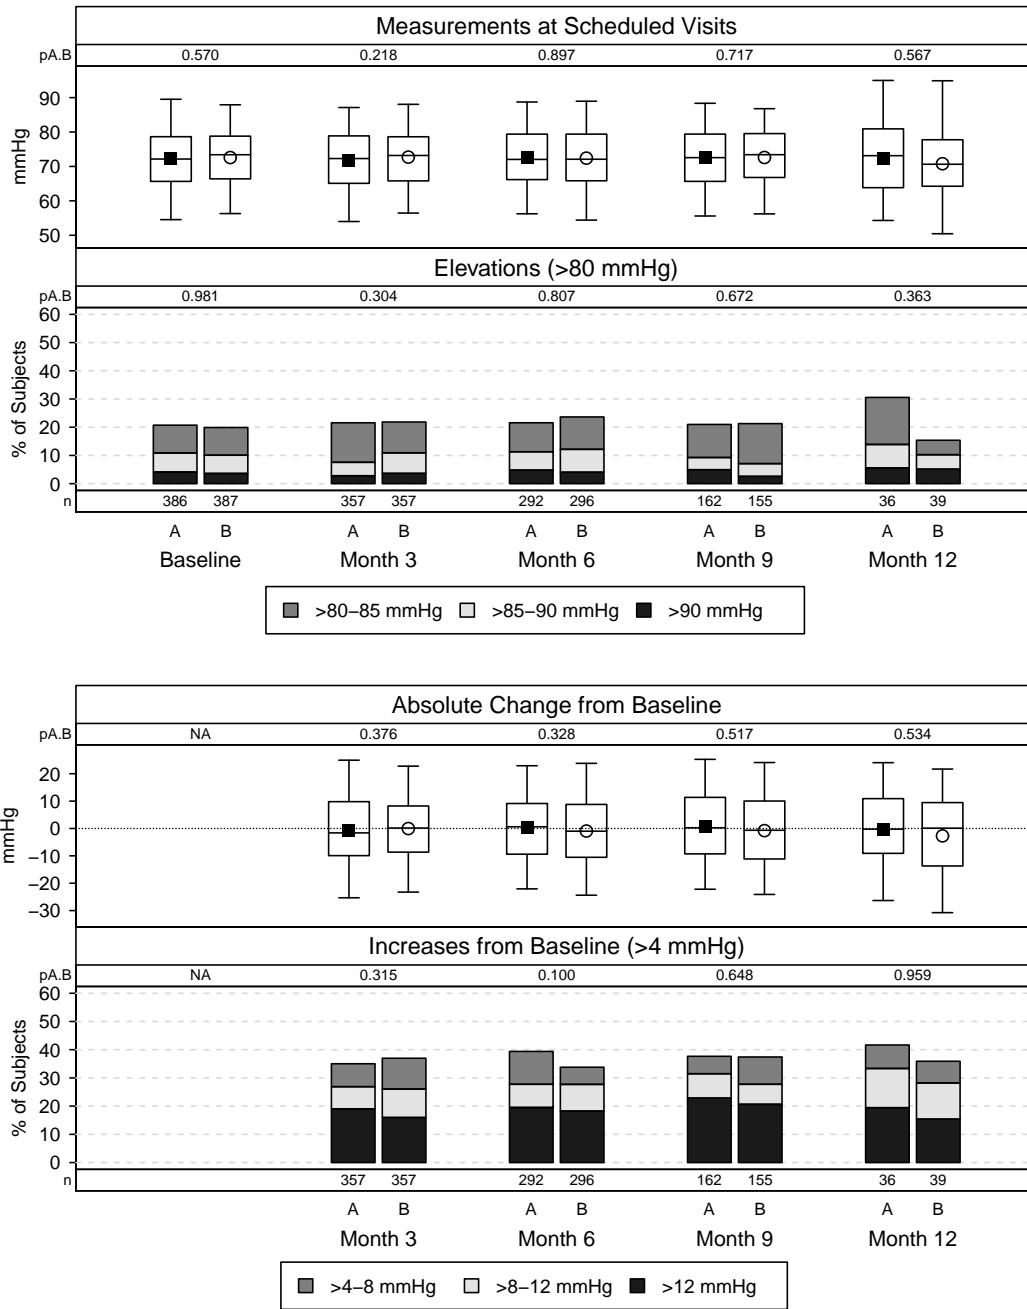 Measurements at Scheduled Visits
pA.B 0.570 0.218 0.897 0.717 0.567
mmHg
90
80
70
60
50
Elevations (>80 mmHg)
pA.B 0.981 0.304 0.807 0.672 0.363
% of Subjects
60
50
40
30
20
10
0
n 386 387 357 357 292 296 162 155 36 39
A B A B A B A B A B
Baseline Month 3 Month 6 Month 9 Month 12
>80–85 mmHg >85–90 mmHg >90 mmHg
Absolute Change from Baseline
pA.B NA 0.376 0.328 0.517 0.534
mmHg
20
10
0
−10
−20
−30
Increases from Baseline (>4 mmHg)
pA.B NA 0.315 0.100 0.648 0.959
% of Subjects
60
50
40
30
20
10
0
n 357 357 292 296 162 155 36 39
A B A B A B A B
Month 3 Month 6 Month 9 Month 12
>4–8 mmHg >8–12 mmHg >12 mmHg